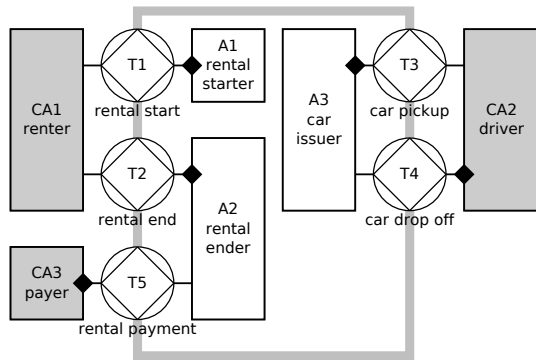 CA1
renter
T1
rental start
A1
rental
starter
T2
rental end
A2
rental
ender
CA3
payer
T5
rental payment
A3
car
issuer
T3
car pickup
CA2
driver
T4
car drop off